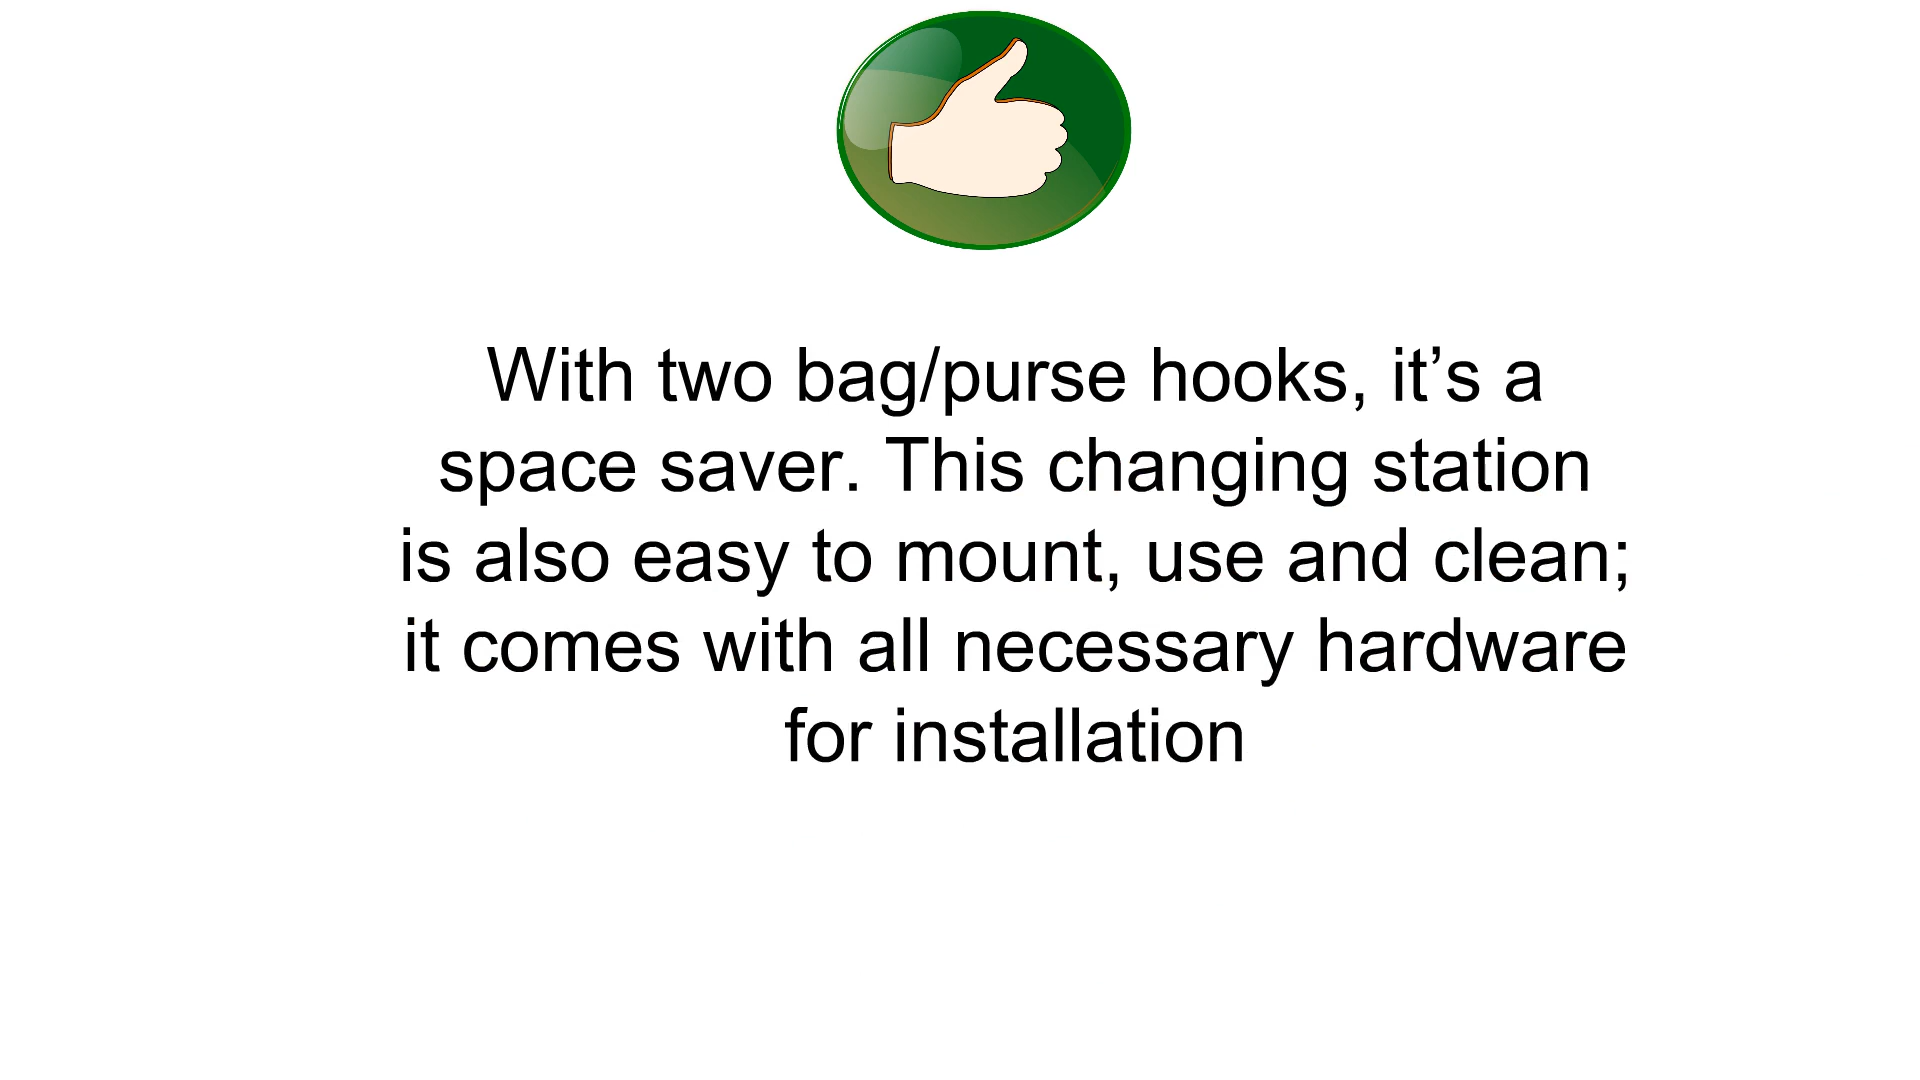 With two bag/purse hooks, it’s a
space saver. This changing station
is also easy to mount, use and clean;
it comes with all necessary hardware
for installation